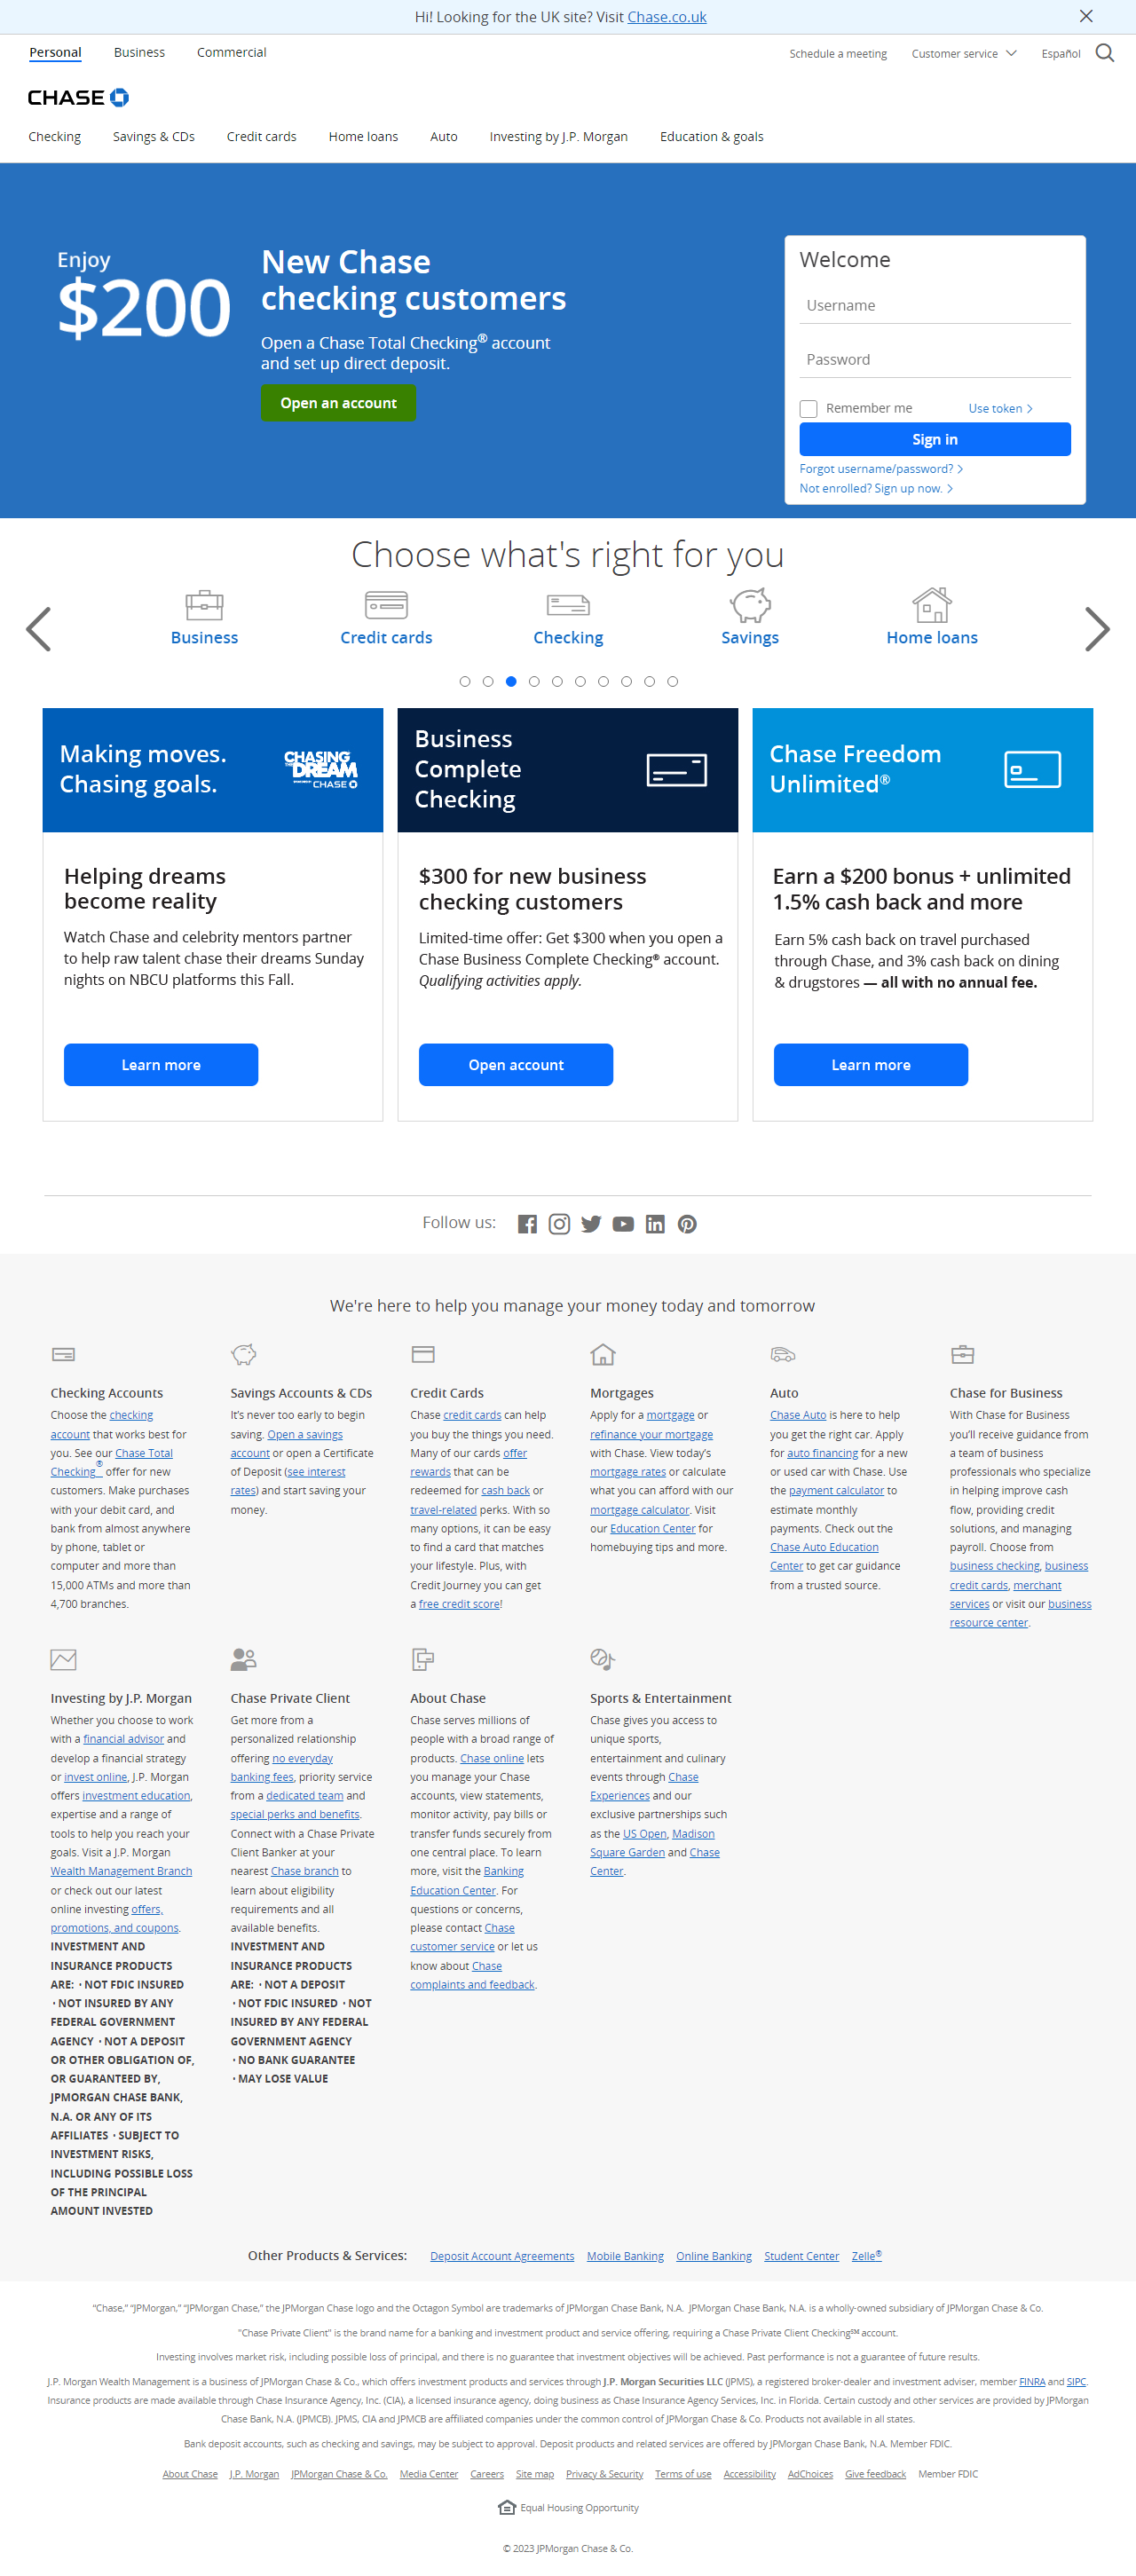 Hi! Looking for the UK site? Visit Chase.co.uk
Personal Business Commercial
Schedule a meeting Customer service Español
CHASE
Checking Savings & CDs Credit cards Home loans Auto Investing by J.P. Morgan Education & goals
Enjoy
$200
New Chase
checking customers
Open a Chase Total Checking® account
and set up direct deposit.
Open an account
Welcome
Username
Password
Remember me Use token
Sign in
Forgot username/password?
Not enrolled? Sign up now.
Choose what's right for you
Business Credit cards Checking Savings Home loans
Making moves.
Chasing goals.
CHASING
THE DREAM
CHASE
Helping dreams
become reality
Watch Chase and celebrity mentors partner
to help raw talent chase their dreams Sunday
nights on NBCU platforms this Fall.
Learn more
Business
Complete
Checking
$300 for new business
checking customers
Limited-time offer: Get $300 when you open a
Chase Business Complete Checking® account.
Qualifying activities apply.
Open account
Chase Freedom
Unlimited®
Earn a $200 bonus + unlimited
1.5% cash back and more
Earn 5% cash back on travel purchased
through Chase, and 3% cash back on dining
& drugstores — all with no annual fee.
Learn more
Follow us:
We're here to help you manage your money today and tomorrow
Checking Accounts
Choose the checking
account that works best for
you. See our Chase Total
Checking® offer for new
customers. Make purchases
with your debit card, and
bank from almost anywhere
by phone, tablet or
computer and more than
15,000 ATMs and more than
4,700 branches.
Savings Accounts & CDs
It's never too early to begin
saving. Open a savings
account or open a Certificate
of Deposit (see interest
rates) and start saving your
money.
Credit Cards
Chase credit cards can help
you buy the things you need.
Many of our cards offer
rewards that can be
redeemed for cash back or
travel-related perks. With so
many options, it can be easy
to find a card that matches
your lifestyle. Plus, with
Credit Journey you can get
a free credit score!
Mortgages
Apply for a mortgage or
refinance your mortgage
with Chase. View today's
mortgage rates or calculate
what you can afford with our
mortgage calculator. Visit
our Education Center for
homebuying tips and more.
Auto
Chase Auto is here to help
you get the right car. Apply
for auto financing for a new
or used car with Chase. Use
the payment calculator to
estimate monthly
payments. Check out the
Chase Auto Education
Center to get car guidance
from a trusted source.
Chase for Business
With Chase for Business
you'll receive guidance from
a team of business
professionals who specialize
in helping improve cash
flow, providing credit
solutions, and managing
payroll. Choose from
business checking, business
credit cards, merchant
services or visit our business
resource center.
Investing by J.P. Morgan
Whether you choose to work
with a financial advisor and
develop a financial strategy
or invest online, J.P. Morgan
offers investment education,
expertise and a range of
tools to help you reach your
goals. Visit a J.P. Morgan
Wealth Management Branch
or check out our latest
online investing offers,
promotions, and coupons.
INVESTMENT AND
INSURANCE PRODUCTS
ARE: · NOT FDIC INSURED
· NOT INSURED BY ANY
FEDERAL GOVERNMENT
AGENCY · NOT A DEPOSIT
OR OTHER OBLIGATION OF,
OR GUARANTEED BY,
JPMORGAN CHASE BANK,
N.A. OR ANY OF ITS
AFFILIATES · SUBJECT TO
INVESTMENT RISKS,
INCLUDING POSSIBLE LOSS
OF THE PRINCIPAL
AMOUNT INVESTED
Chase Private Client
Get more from a
personalized relationship
offering no everyday
banking fees, priority service
from a dedicated team and
special perks and benefits.
Connect with a Chase Private
Client Banker at your
nearest Chase branch to
learn about eligibility
requirements and all
available benefits.
INVESTMENT AND
INSURANCE PRODUCTS
ARE: · NOT A DEPOSIT
· NOT FDIC INSURED · NOT
INSURED BY ANY FEDERAL
GOVERNMENT AGENCY
· NO BANK GUARANTEE
· MAY LOSE VALUE
About Chase
Chase serves millions of
people with a broad range of
products. Chase online lets
you manage your Chase
accounts, view statements,
monitor activity, pay bills or
transfer funds securely from
one central place. To learn
more, visit the Banking
Education Center. For
questions or concerns,
please contact Chase
customer service or let us
know about Chase
complaints and feedback.
Sports & Entertainment
Chase gives you access to
unique sports,
entertainment and culinary
events through Chase
Experiences and our
exclusive partnerships such
as the US Open, Madison
Square Garden and Chase
Center.
Other Products & Services: Deposit Account Agreements Mobile Banking Online Banking Student Center Zelle®
“Chase,” “JPMorgan,” “JPMorgan Chase,” the JPMorgan Chase logo and the Octagon Symbol are trademarks of JPMorgan Chase Bank, N.A. JPMorgan Chase Bank, N.A. is a wholly-owned subsidiary of JPMorgan Chase & Co.
"Chase Private Client" is the brand name for a banking and investment product and service offering, requiring a Chase Private Client Checking℠ account.
Investing involves market risk, including possible loss of principal, and there is no guarantee that investment objectives will be achieved. Past performance is not a guarantee of future results.
J.P. Morgan Wealth Management is a business of JPMorgan Chase & Co., which offers investment products and services through J.P. Morgan Securities LLC (JPMS), a registered broker-dealer and investment adviser, member FINRA and SIPC.
Insurance products are made available through Chase Insurance Agency, Inc. (CIA), a licensed insurance agency, doing business as Chase Insurance Agency Services, Inc. in Florida. Certain custody and other services are provided by JPMorgan
Chase Bank, N.A. (JPMCB). JPMS, CIA and JPMCB are affiliated companies under the common control of JPMorgan Chase & Co. Products not available in all states.
Bank deposit accounts, such as checking and savings, may be subject to approval. Deposit products and related services are offered by JPMorgan Chase Bank, N.A. Member FDIC.
About Chase J.P. Morgan JPMorgan Chase & Co. Media Center Careers Site map Privacy & Security Terms of use Accessibility AdChoices Give feedback Member FDIC
Equal Housing Opportunity
© 2023 JPMorgan Chase & Co.